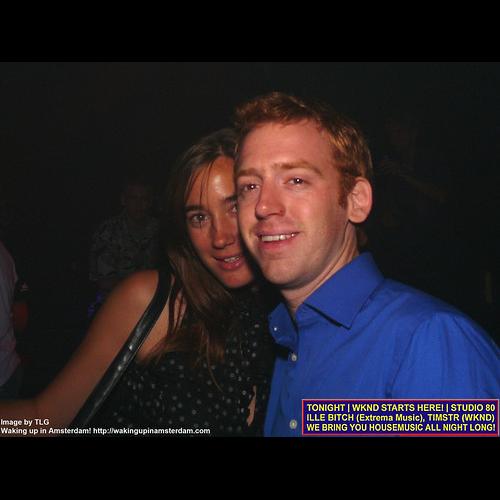 TONIGHT | WKND STARTS HERE! | STUDIO 80
ILLE BITCH (Extrema Music), TIMSTR (WKND)
WE BRING YOU HOUSEMUSIC ALL NIGHT LONG!
Image by TLG
Waking up in Amsterdam! http://wakingupinamsterdam.com